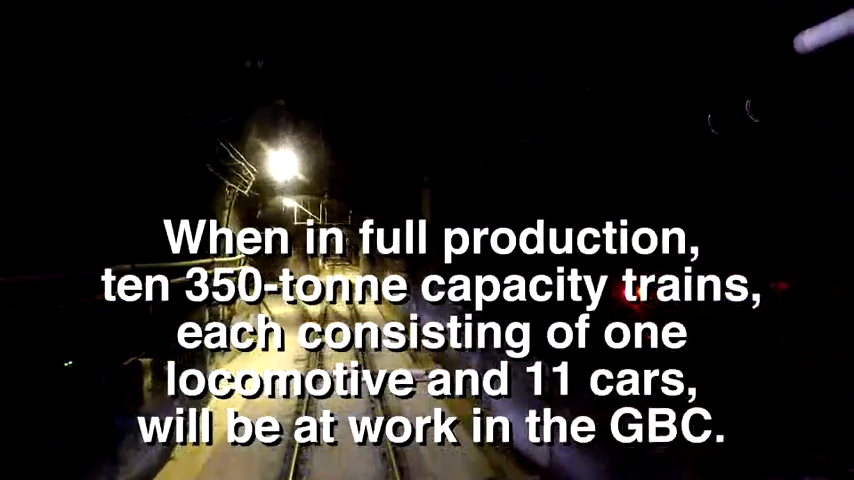 When in full production,
ten 350-tonne capacity trains,
each consisting of one
locomotive and 11 cars,
will be at work in the GBC.